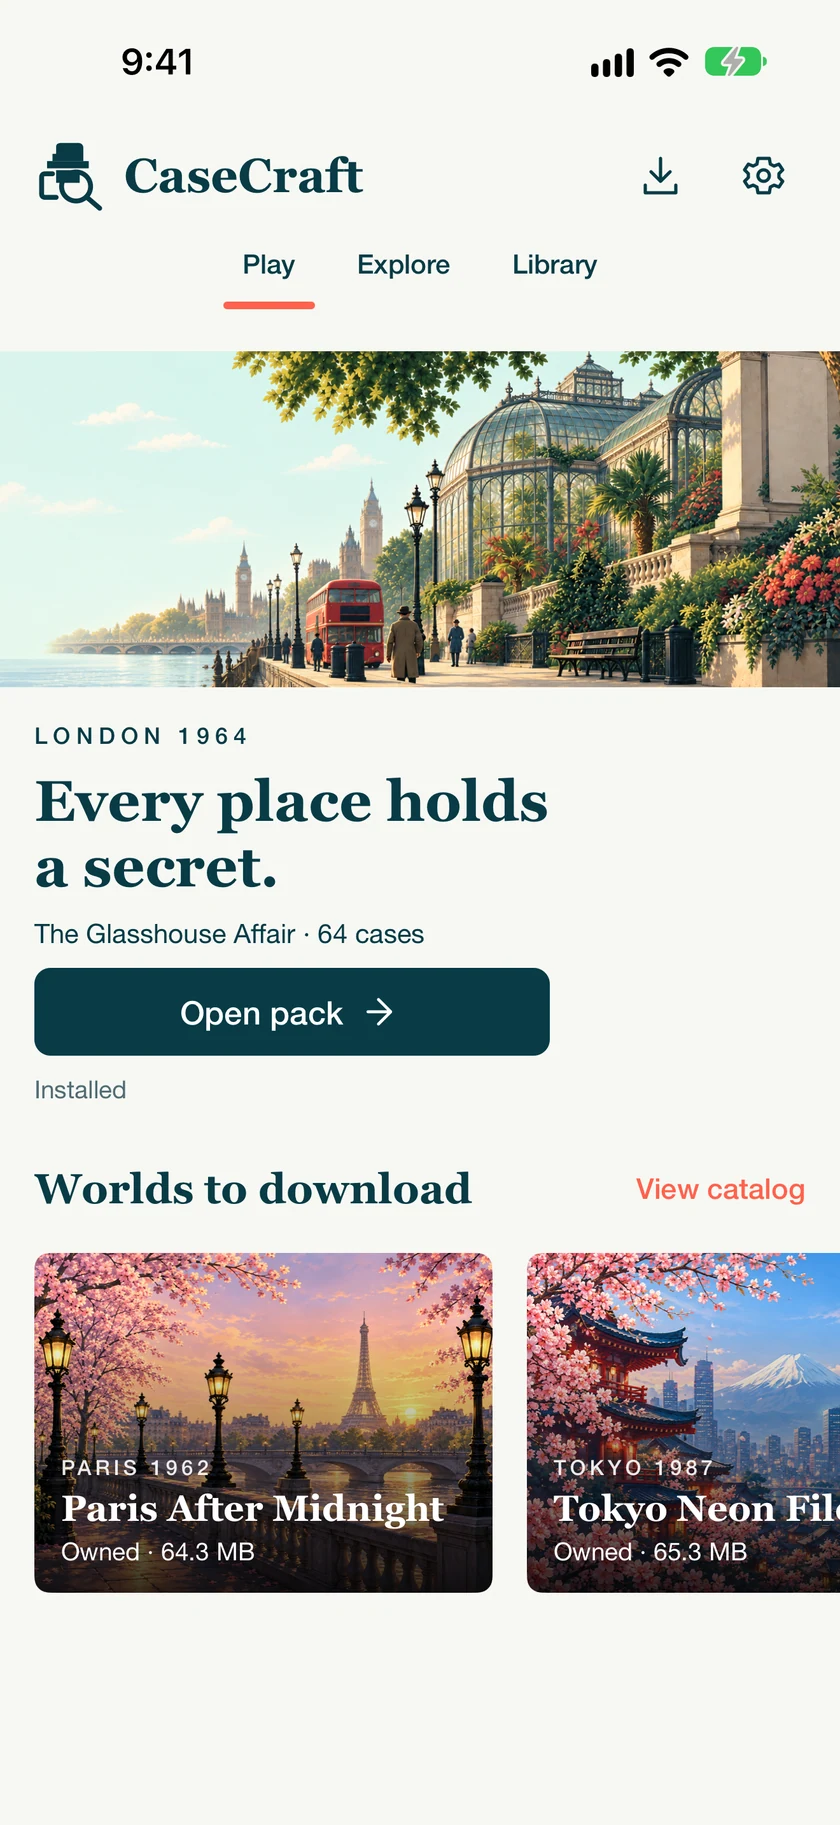 9:41
CaseCraft
Play Explore Library
LONDON 1964
Every place holds
a secret.
The Glasshouse Affair · 64 cases
Open pack →
Installed
Worlds to download
View catalog
PARIS 1962
Paris After Midnight
Owned · 64.3 MB
TOKYO 1987
Tokyo Neon
Owned · 65.3 MB